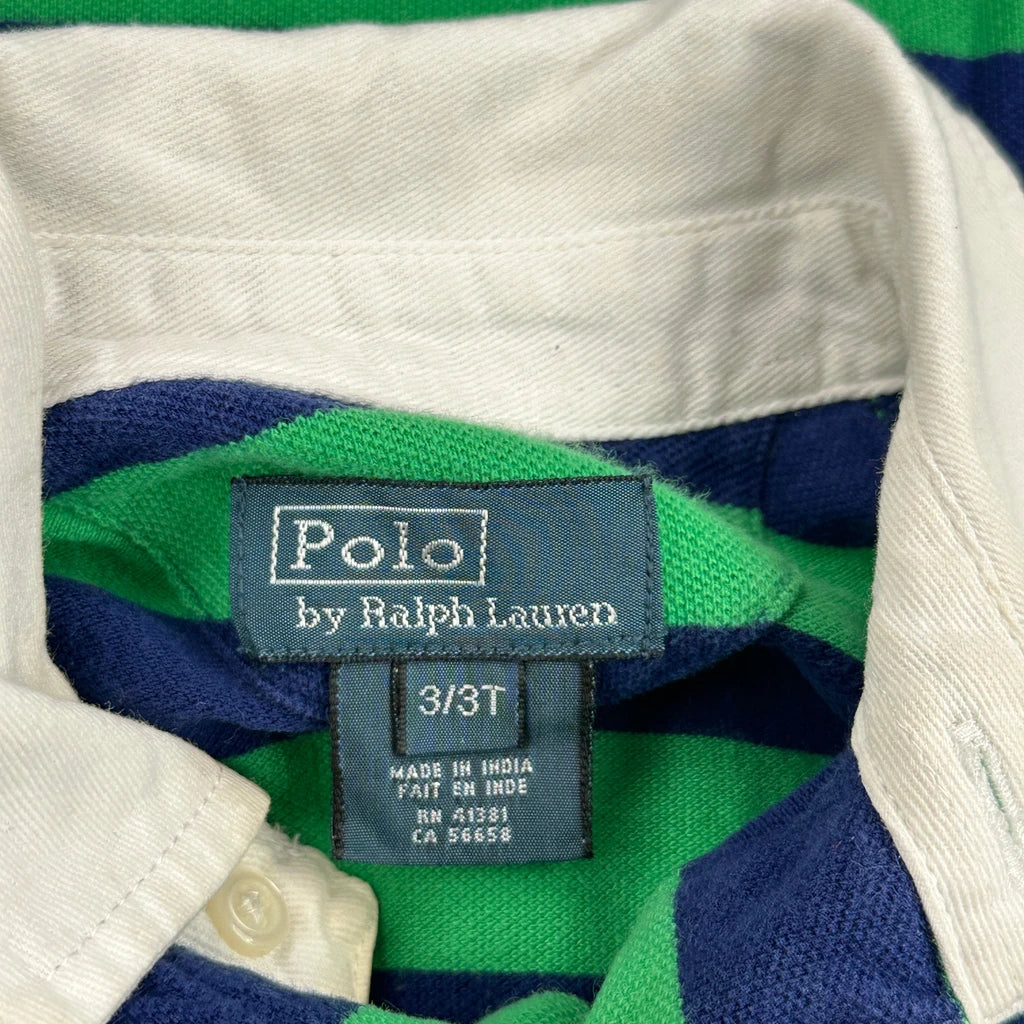 Polo
by Ralph Lauren
3/3T
MADE IN INDIA
FAIT EN INDE
RN 41381
CA 56658